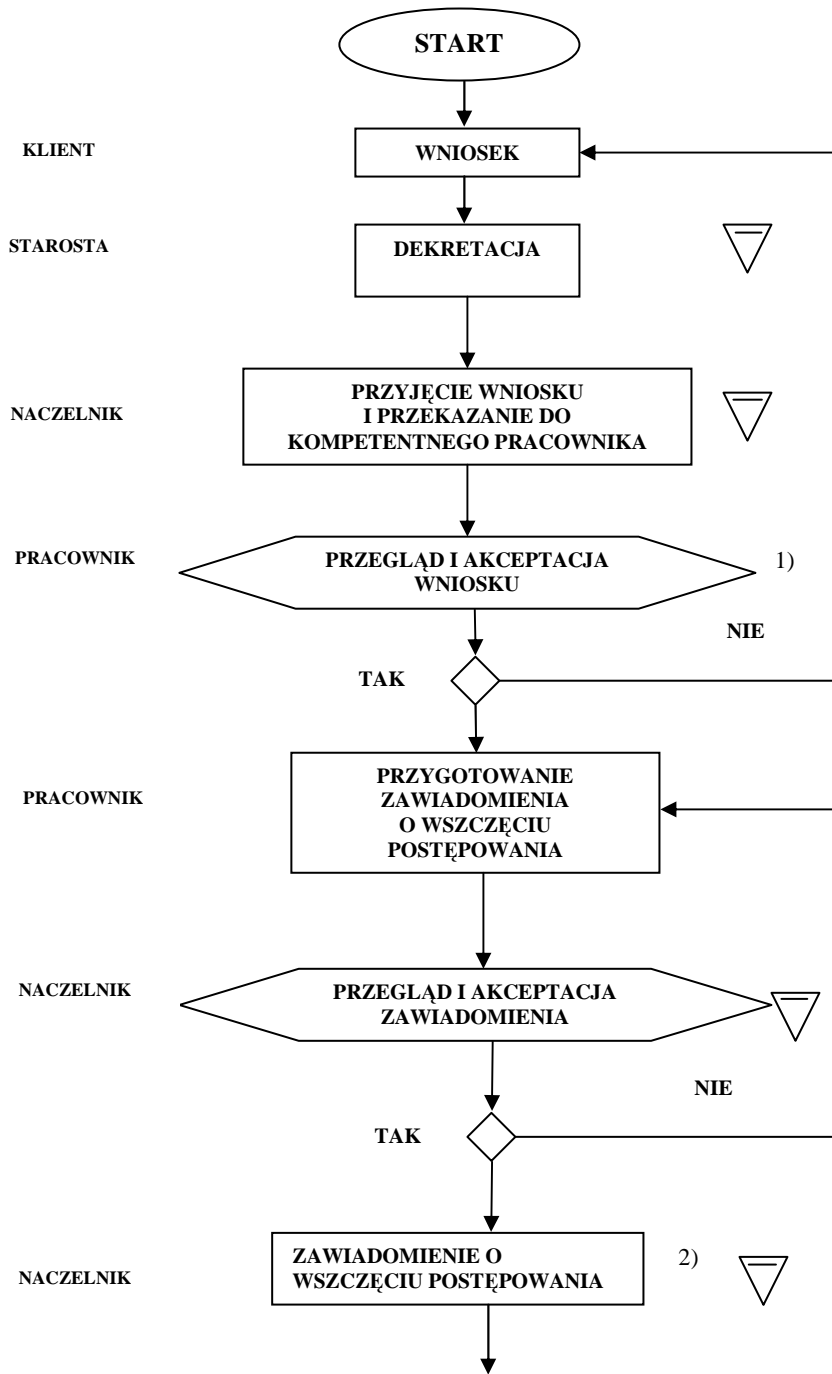 START
KLIENT
WNIOSEK
STAROSTA
DEKRETACJA
NACZELNIK
PRZYJĘCIE WNIOSKU
I PRZEKAZANIE DO
KOMPETENTNEGO PRACOWNIKA
PRACOWNIK
PRZEGLĄD I AKCEPTACJA
WNIOSKU
1)
NIE
TAK
PRACOWNIK
PRZYGOTOWANIE
ZAWIADOMIENIA
O WSZCZĘCIU
POSTĘPOWANIA
NACZELNIK
PRZEGLĄD I AKCEPTACJA
ZAWIADOMIENIA
NIE
TAK
NACZELNIK
ZAWIADOMIENIE O
WSZCZĘCIU POSTĘPOWANIA
2)